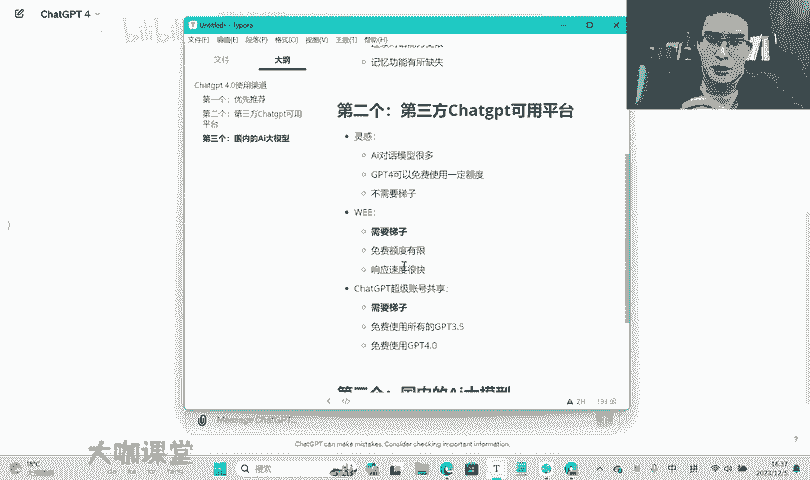 ChatGPT 4
bilibili
Untitled - Typora
文件(F) 编辑(E) 段落(P) 格式(O) 视图(V) 主题(T) 帮助(H)
文件 大纲
Chatgpt 4.0使用渠道
第一个：优先推荐
第二个：第三方Chatgpt可用
平台
第三个：国内的Ai大模型
记忆功能有所缺失
第二个：第三方Chatgpt可用平台
灵感：
Ai对话模型很多
GPT4可以免费使用一定额度
不需要梯子
WEE：
需要梯子
免费额度有限
响应速度很快
ChatGPT超级账号共享：
需要梯子
免费使用所有的GPT3.5
免费使用GPT4.0
第三个：国内的Ai大模型
ZH
Message ChatGPT...
ChatGPT can make mistakes. Consider checking important information.
大咖课堂
搜索
中 拼
16:37
2023/12/5